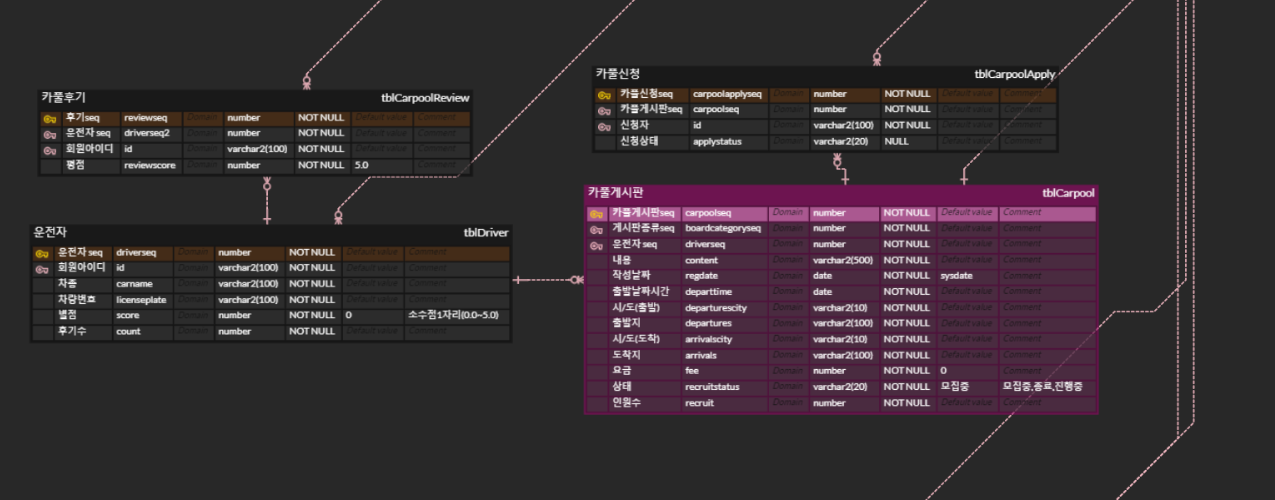 카풀후기 tblCarpoolReview
후기seq reviewseq Domain number NOT NULL Default value Comment
운전자 seq driverseq2 Domain number NOT NULL Default value Comment
회원아이디 id Domain varchar2(100) NOT NULL Default value Comment
평점 reviewscore Domain number NOT NULL 5.0 Comment
운전자 tblDriver
운전자 seq driverseq Domain number NOT NULL Default value Comment
회원아이디 id Domain varchar2(100) NOT NULL Default value Comment
차종 carname Domain varchar2(100) NOT NULL Default value Comment
차량번호 licenseplate Domain varchar2(100) NOT NULL Default value Comment
별점 score Domain number NOT NULL 0 소수점1자리(0.0~5.0)
후기수 count Domain number NOT NULL Default value Comment
카풀신청 tblCarpoolApply
카풀신청seq carpoolapplyseq Domain number NOT NULL Default value Comment
카풀게시판seq carpoolseq Domain number NOT NULL Default value Comment
신청자 id Domain varchar2(100) NOT NULL Default value Comment
신청상태 applystatus Domain varchar2(20) NULL Default value Comment
카풀게시판 tblCarpool
카풀게시판seq carpoolseq Domain number NOT NULL Default value Comment
게시판종류seq boardcategoryseq Domain number NOT NULL Default value Comment
운전자 seq driverseq Domain number NOT NULL Default value Comment
내용 content Domain varchar2(500) NOT NULL Default value Comment
작성날짜 regdate Domain date NOT NULL sysdate Comment
출발날짜시간 departtime Domain date NOT NULL Default value Comment
시/도(출발) departurescity Domain varchar2(10) NOT NULL Default value Comment
출발지 departures Domain varchar2(100) NOT NULL Default value Comment
시/도(도착) arrivalscity Domain varchar2(10) NOT NULL Default value Comment
도착지 arrivals Domain varchar2(100) NOT NULL Default value Comment
요금 fee Domain number NOT NULL 0 Comment
상태 recruitstatus Domain varchar2(20) NOT NULL 모집중 모집중,종료,진행중
인원수 recruit Domain number NOT NULL Default value Comment